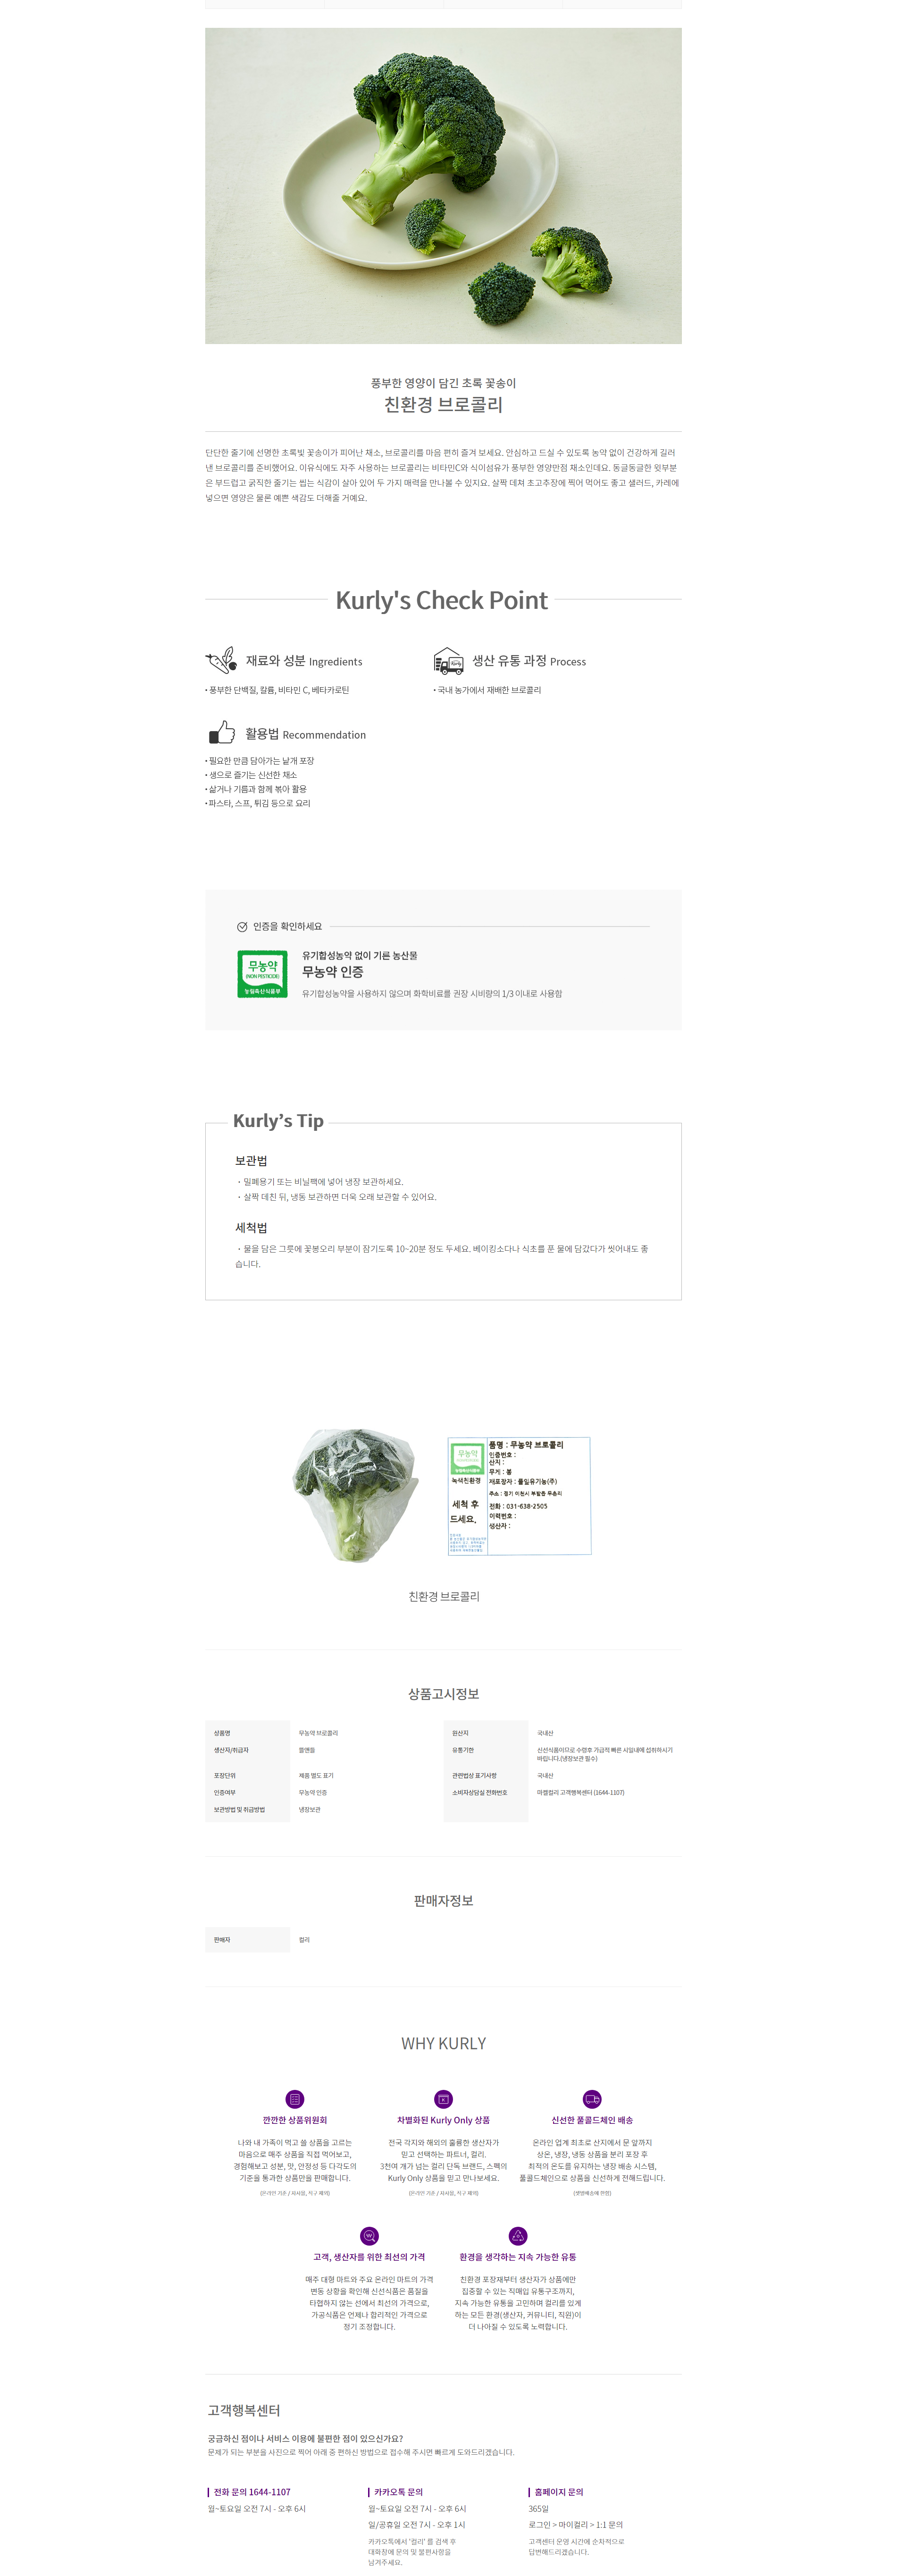 풍부한 영양이 담긴 초록 꽃송이
친환경 브로콜리
단단한 줄기에 선명한 초록빛 꽃송이가 피어난 채소, 브로콜리를 마음 편히 즐겨 보세요. 안심하고 드실 수 있도록 농약 없이 건강하게 길러
낸 브로콜리를 준비했어요. 이유식에도 자주 사용하는 브로콜리는 비타민C와 식이섬유가 풍부한 영양만점 채소인데요. 동글동글한 윗부분
은 부드럽고 굵직한 줄기는 씹는 식감이 살아 있어 두 가지 매력을 만나볼 수 있지요. 살짝 데쳐 초고추장에 찍어 먹어도 좋고 샐러드, 카레에
넣으면 영양은 물론 예쁜 색감도 더해줄 거예요.
Kurly's Check Point
재료와 성분 Ingredients
• 풍부한 단백질, 칼륨, 비타민 C, 베타카로틴
생산 유통 과정 Process
• 국내 농가에서 재배한 브로콜리
활용법 Recommendation
• 필요한 만큼 담아가는 낱개 포장
• 생으로 즐기는 신선한 채소
• 삶거나 기름과 함께 볶아 활용
• 파스타, 스프, 튀김 등으로 요리
인증을 확인하세요
무농약
(NON PESTICIDE)
농림축산식품부
유기합성농약 없이 기른 농산물
무농약 인증
유기합성농약을 사용하지 않으며 화학비료를 권장 시비량의 1/3 이내로 사용함
Kurly's Tip
보관법
・밀폐용기 또는 비닐팩에 넣어 냉장 보관하세요.
・살짝 데친 뒤, 냉동 보관하면 더욱 오래 보관할 수 있어요.
세척법
・물을 담은 그릇에 꽃봉오리 부분이 잠기도록 10~20분 정도 두세요. 베이킹소다나 식초를 푼 물에 담갔다가 씻어내도 좋
습니다.
무농약
농림축산식품부
녹색친환경
세척 후
드세요.
품명 : 무농약 브로콜리
인증번호 :
산지 :
무게 : 봉
재포장자 : 풀잎유기농(주)
주소 : 경기 이천시 부발읍 무촌리
전화 : 031-638-2505
이력번호 :
생산자 :
친환경 브로콜리
상품고시정보
상품명 무농약 브로콜리 원산지 국내산
생산자/취급자 뜰앤들 유통기한 신선식품이므로 수령후 가급적 빠른 시일내에 섭취하시기
바랍니다.(냉장보관 필수)
포장단위 제품 별도 표기 관련법상 표기사항 국내산
인증여부 무농약 인증 소비자상담실 전화번호 마켓컬리 고객행복센터 (1644-1107)
보관방법 및 취급방법 냉장보관
판매자정보
판매자 컬리
WHY KURLY
깐깐한 상품위원회
나와 내 가족이 먹고 쓸 상품을 고르는
마음으로 매주 상품을 직접 먹어보고,
경험해보고 성분, 맛, 안정성 등 다각도의
기준을 통과한 상품만을 판매합니다.
(온라인 기준 / 자사몰, 직구 제외)
차별화된 Kurly Only 상품
전국 각지와 해외의 훌륭한 생산자가
믿고 선택하는 파트너, 컬리.
3천여 개가 넘는 컬리 단독 브랜드, 스펙의
Kurly Only 상품을 믿고 만나보세요.
(온라인 기준 / 자사몰, 직구 제외)
신선한 풀콜드체인 배송
온라인 업계 최초로 산지에서 문 앞까지
상온, 냉장, 냉동 상품을 분리 포장 후
최적의 온도를 유지하는 냉장 배송 시스템,
풀콜드체인으로 상품을 신선하게 전해드립니다.
(샛별배송에 한함)
고객, 생산자를 위한 최선의 가격
매주 대형 마트와 주요 온라인 마트의 가격
변동 상황을 확인해 신선식품은 품질을
타협하지 않는 선에서 최선의 가격으로,
가공식품은 언제나 합리적인 가격으로
정기 조정합니다.
환경을 생각하는 지속 가능한 유통
친환경 포장재부터 생산자가 상품에만
집중할 수 있는 직매입 유통구조까지,
지속 가능한 유통을 고민하며 컬리를 있게
하는 모든 환경(생산자, 커뮤니티, 직원)이
더 나아질 수 있도록 노력합니다.
고객행복센터
궁금하신 점이나 서비스 이용에 불편한 점이 있으신가요?
문제가 되는 부분을 사진으로 찍어 아래 중 편하신 방법으로 접수해 주시면 빠르게 도와드리겠습니다.
전화 문의 1644-1107
월~토요일 오전 7시 - 오후 6시
카카오톡 문의
월~토요일 오전 7시 - 오후 6시
일/공휴일 오전 7시 - 오후 1시
카카오톡에서 '컬리' 를 검색 후
대화창에 문의 및 불편사항을
남겨주세요.
홈페이지 문의
365일
로그인 > 마이컬리 > 1:1 문의
고객센터 운영 시간에 순차적으로
답변해드리겠습니다.